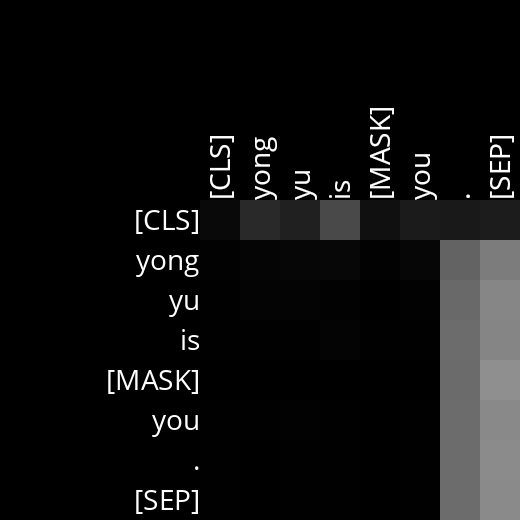 [CLS] yong yu is [MASK] you . [SEP]
[CLS]
yong
yu
is
[MASK]
you
.
[SEP]